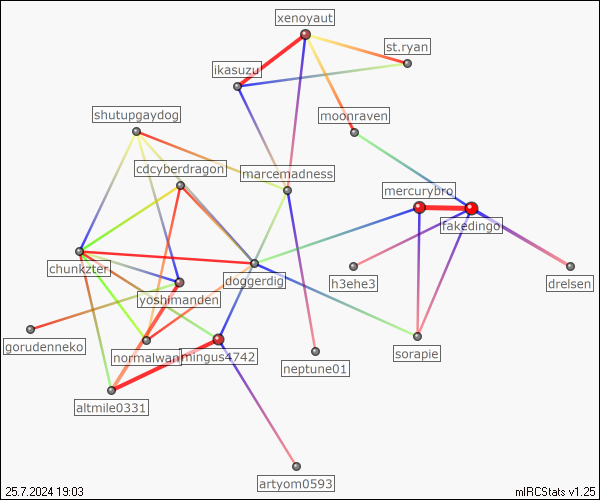 xenoyaut
st.ryan
ikasuzu
shutupgaydog
moonraven
cdcyberdragon
marcemadness
mercurybro
fakedingo
chunkzter
doggerdig
h3ehe3
drelsen
yoshimanden
gorudenneko
normalwan
mingus4742
sorapie
neptune01
altmile0331
artyom0593
25.7.2024 19:03
mIRCStats v1.25